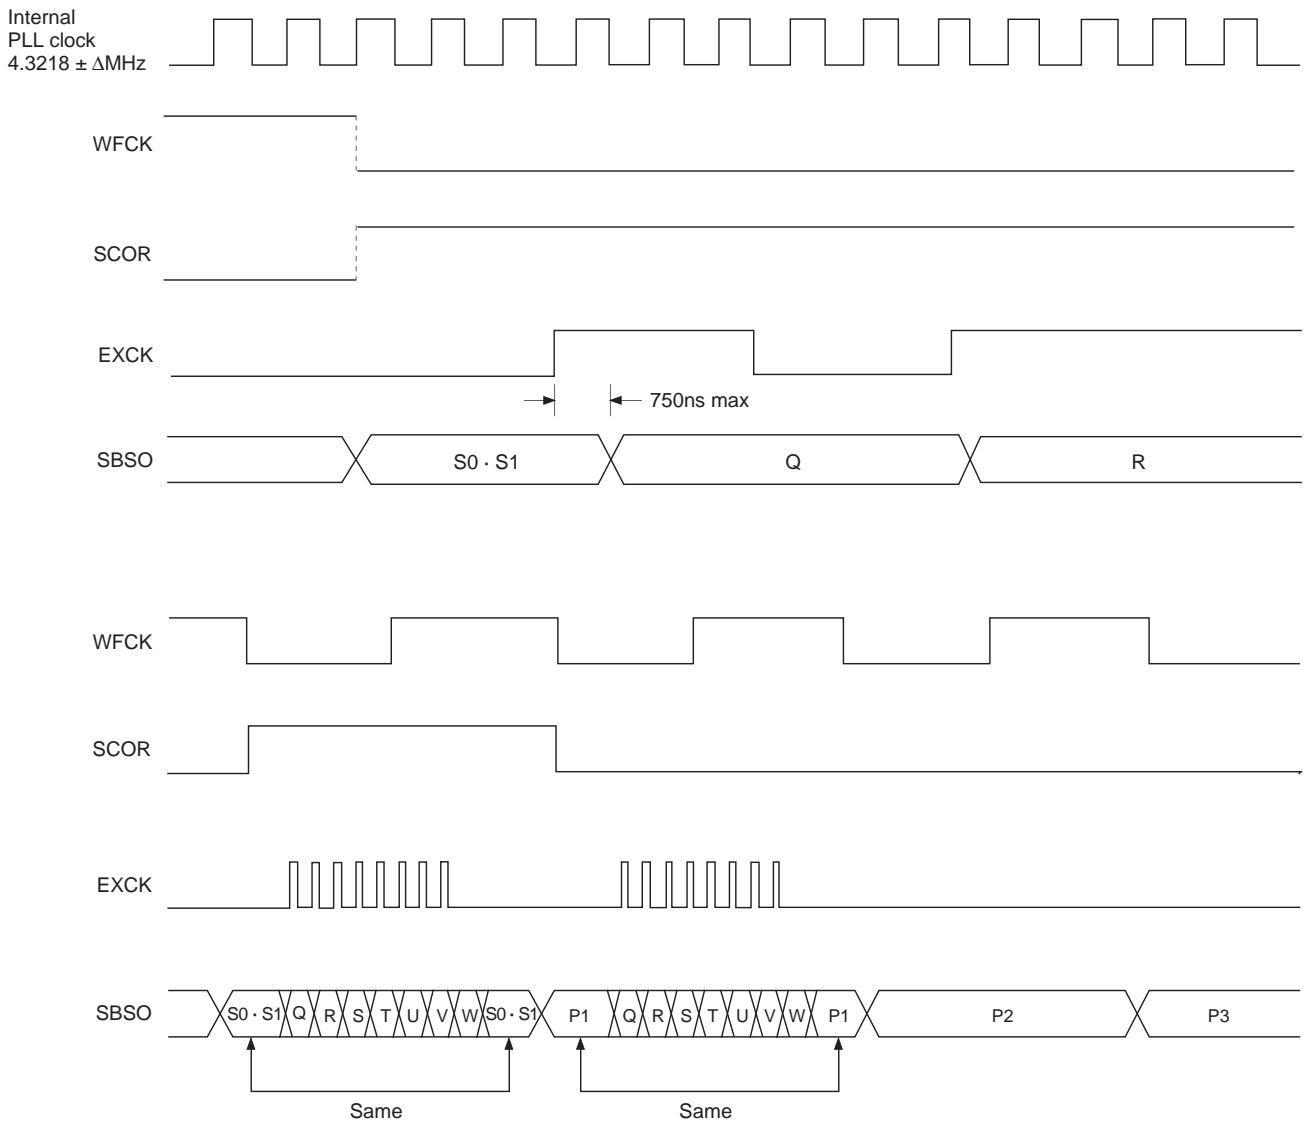 Internal
PLL clock
4.3218 ± ΔMHz
WFCK
SCOR
EXCK
750ns max
SBSO
S0 · S1
Q
R
WFCK
SCOR
EXCK
SBSO
S0 · S1 Q R S T U V W S0 · S1 P1 Q R S T U V W P1 P2 P3
Same
Same